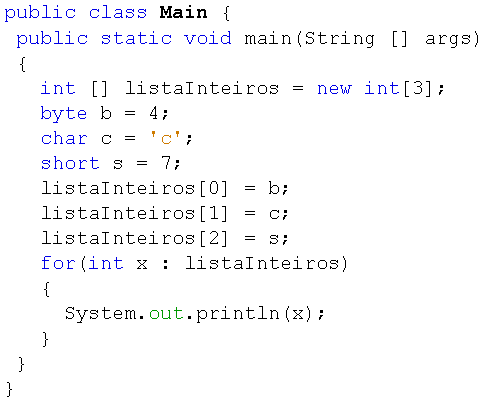 public class Main {
 public static void main(String [] args)
 {
   int [] listaInteiros = new int[3];
   byte b = 4;
   char c = 'c';
   short s = 7;
   listaInteiros[0] = b;
   listaInteiros[1] = c;
   listaInteiros[2] = s;
   for(int x : listaInteiros)
   {
     System.out.println(x);
   }
 }
}